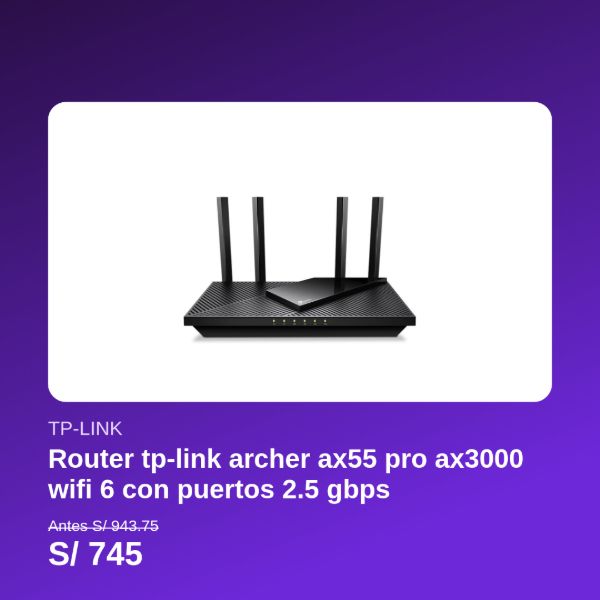 TP-LINK
Router tp-link archer ax55 pro ax3000
wifi 6 con puertos 2.5 gbps
Antes S/ 943.75
S/ 745